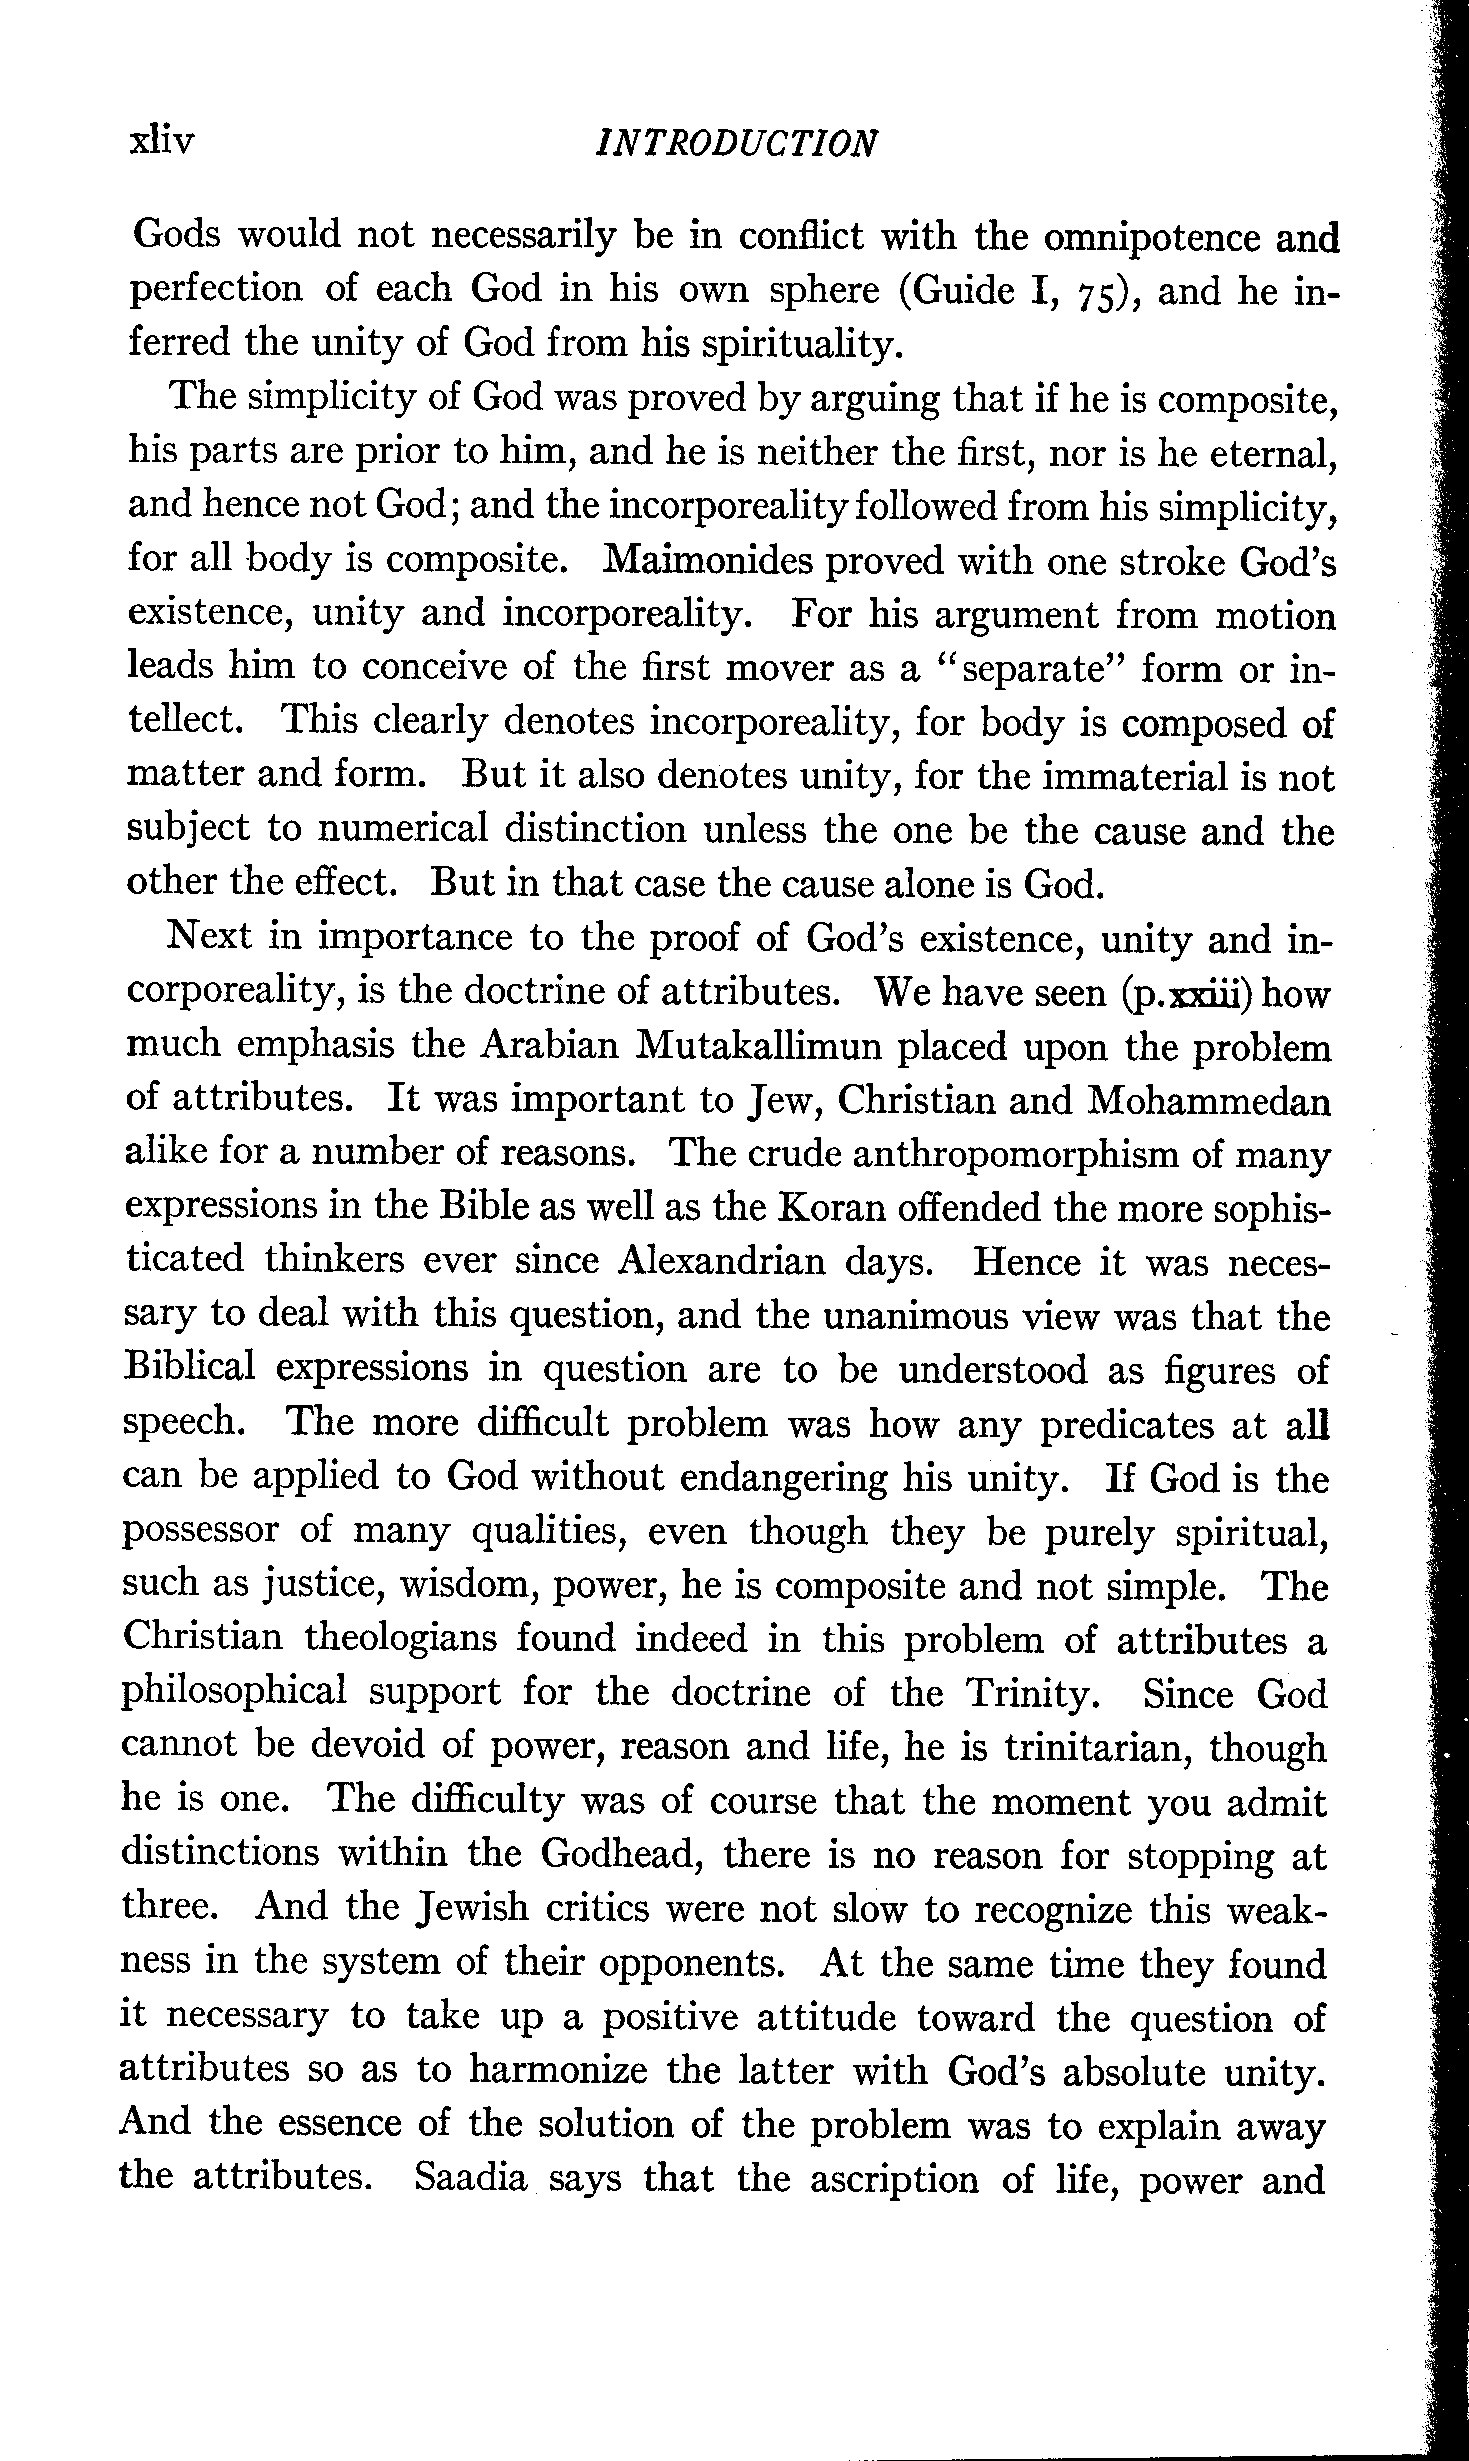 xliv INTRODUCTION
Gods would not necessarily be in conflict with the omnipotence and
perfection of each God in his own sphere (Guide I, 75), and he in-
ferred the unity of God from his spirituality.
The simplicity of God was proved by arguing that if he is composite,
his parts are prior to him, and he is neither the first, nor is he eternal,
and hence not God; and the incorporeality followed from his simplicity,
for all body is composite. Maimonides proved with one stroke God's
existence, unity and incorporeality. For his argument from motion
leads him to conceive of the first mover as a "separate" form or in-
tellect. This clearly denotes incorporeality, for body is composed of
matter and form. But it also denotes unity, for the immaterial is not
subject to numerical distinction unless the one be the cause and the
other the effect. But in that case the cause alone is God.
Next in importance to the proof of God's existence, unity and in-
corporeality, is the doctrine of attributes. We have seen (p.xxiii) how
much emphasis the Arabian Mutakallimun placed upon the problem
of attributes. It was important to Jew, Christian and Mohammedan
alike for a number of reasons. The crude anthropomorphism of many
expressions in the Bible as well as the Koran offended the more sophis-
ticated thinkers ever since Alexandrian days. Hence it was neces-
sary to deal with this question, and the unanimous view was that the
Biblical expressions in question are to be understood as figures of
speech. The more difficult problem was how any predicates at all
can be applied to God without endangering his unity. If God is the
possessor of many qualities, even though they be purely spiritual,
such as justice, wisdom, power, he is composite and not simple. The
Christian theologians found indeed in this problem of attributes a
philosophical support for the doctrine of the Trinity. Since God
cannot be devoid of power, reason and life, he is trinitarian, though
he is one. The difficulty was of course that the moment you admit
distinctions within the Godhead, there is no reason for stopping at
three. And the Jewish critics were not slow to recognize this weak-
ness in the system of their opponents. At the same time they found
it necessary to take up a positive attitude toward the question of
attributes so as to harmonize the latter with God's absolute unity.
And the essence of the solution of the problem was to explain away
the attributes. Saadia says that the ascription of life, power and